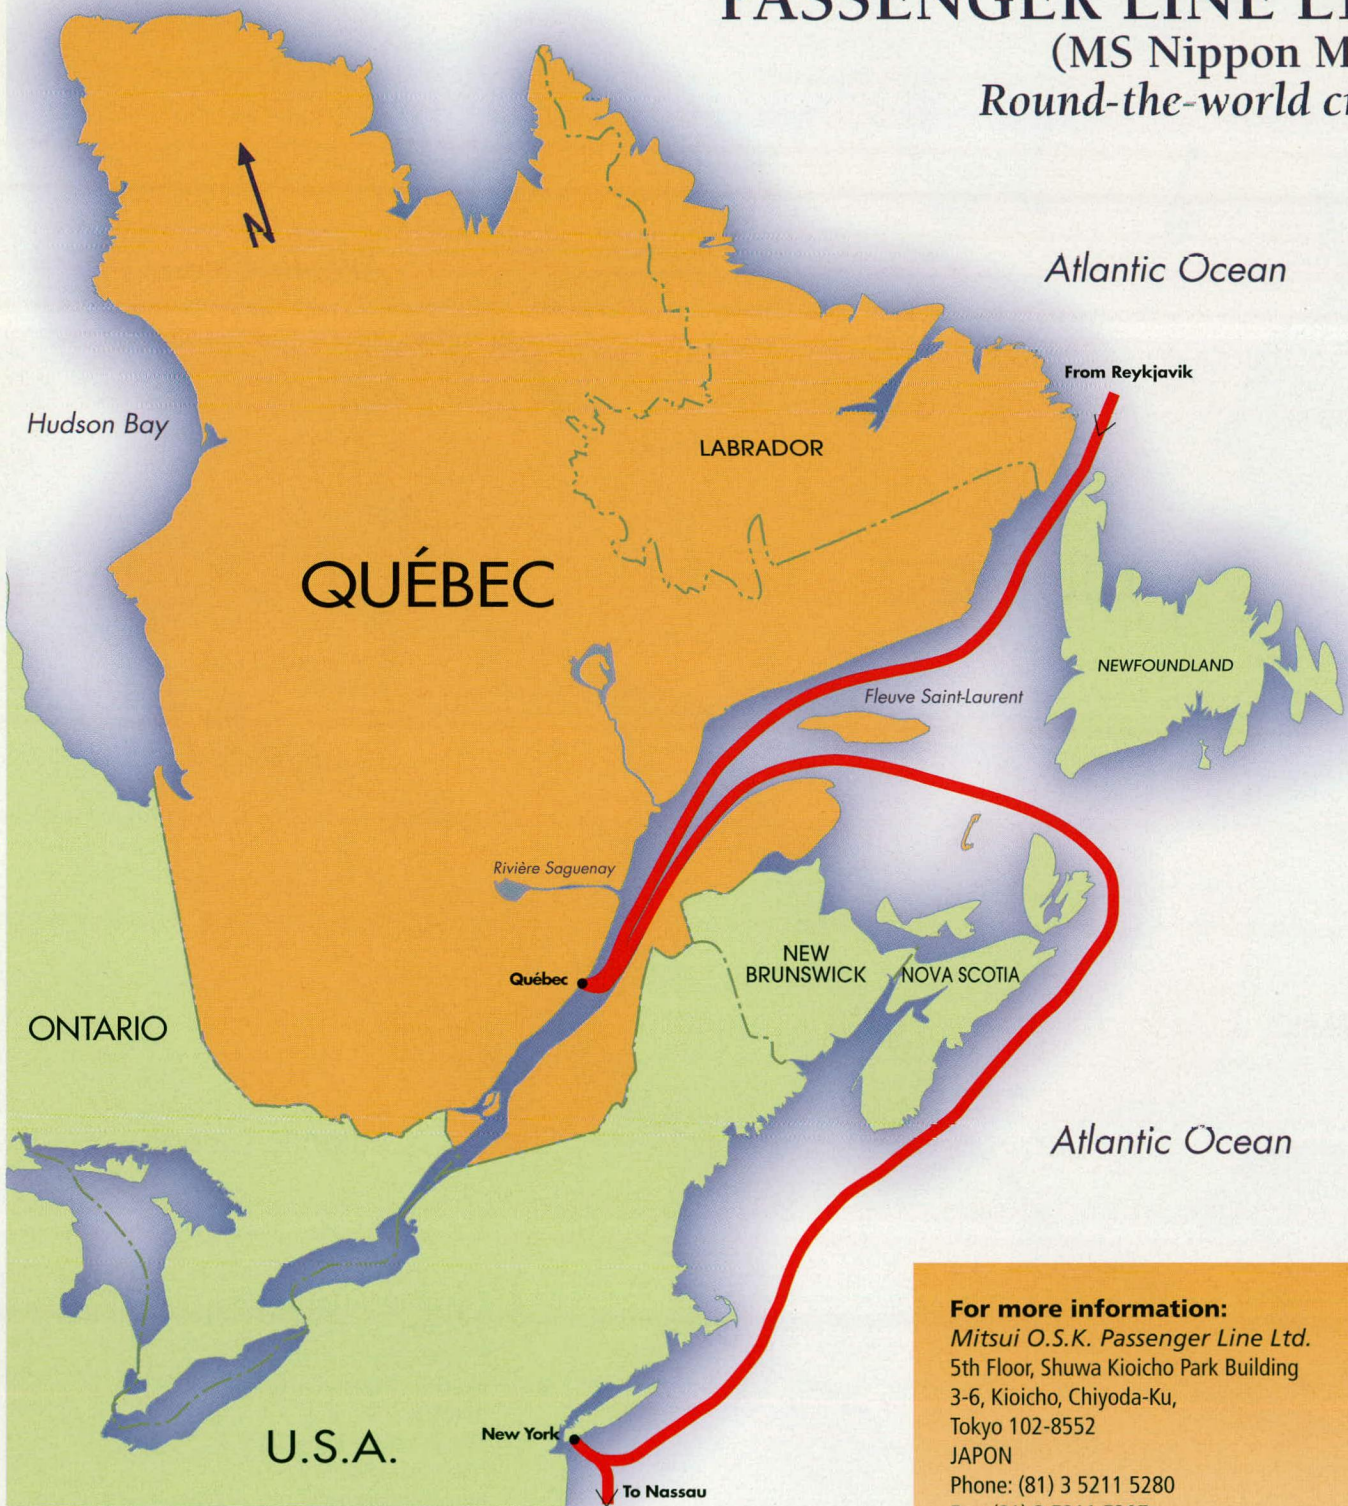 PASSENGER LINE
(MS Nippon M
Round-the-world
Atlantic Ocean
From Reykjavik
Hudson Bay
LABRADOR
QUÉBEC
NEWFOUNDLAND
Fleuve Saint-Laurent
Rivière Saguenay
NEW
BRUNSWICK
NOVA SCOTIA
Québec
ONTARIO
Atlantic Ocean
For more information:
Mitsui O.S.K. Passenger Line Ltd.
5th Floor, Shuwa Kioicho Park Building
3-6, Kioicho, Chiyoda-Ku,
Tokyo 102-8552
JAPON
Phone: (81) 3 5211 5280
New York
U.S.A.
To Nassau
N